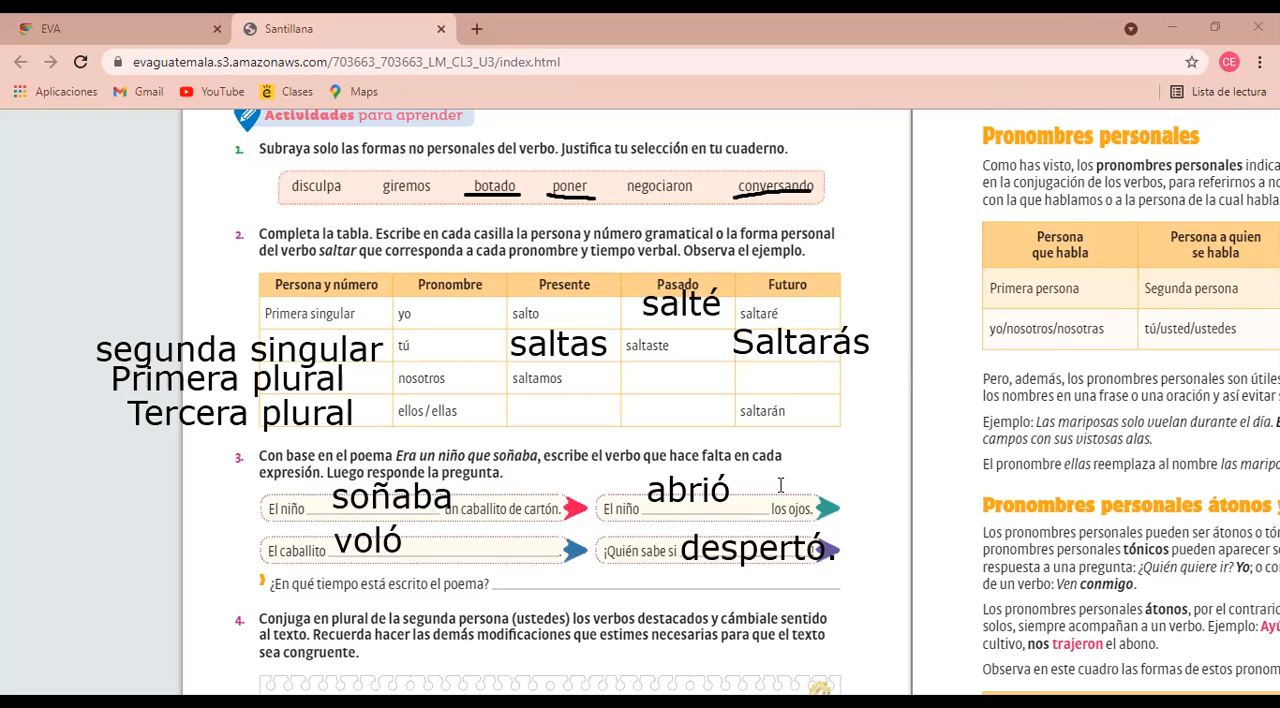 EVA
Santillana
CE
evaguatemala.s3.amazonaws.com/703663_703663_LM_CL3_U3/index.html
Aplicaciones Gmail YouTube Clases Maps Lista de lectura
Actividades para aprender
1. Subraya solo las formas no personales del verbo. Justifica tu selección en tu cuaderno.
disculpa giremos botado poner negociaron conversando
2. Completa la tabla. Escribe en cada casilla la persona y número gramatical o la forma personal
del verbo saltar que corresponda a cada pronombre y tiempo verbal. Observa el ejemplo.
Persona y número Pronombre Presente Pasado Futuro
Primera singular yo salto salté saltaré
segunda singular tú saltas saltaste Saltarás
Primera plural nosotros saltamos
Tercera plural ellos / ellas saltarán
3. Con base en el poema Era un niño que soñaba, escribe el verbo que hace falta en cada
expresión. Luego responde la pregunta.
El niño soñaba un caballito de cartón. El niño abrió los ojos.
El caballito voló . ¡Quién sabe si despertó.
¿En qué tiempo está escrito el poema?
4. Conjuga en plural de la segunda persona (ustedes) los verbos destacados y cámbiale sentido
al texto. Recuerda hacer las demás modificaciones que estimes necesarias para que el texto
sea congruente.
Pronombres personales
Como has visto, los pronombres personales indica
en la conjugación de los verbos, para referirnos a no
con la que hablamos o a la persona de la cual habla
Persona que habla Persona a quien se habla
Primera persona Segunda persona
yo/nosotros/nosotras tú/usted/ustedes
Pero, además, los pronombres personales son útiles
los nombres en una frase o una oración y así evitar s
Ejemplo: Las mariposas solo vuelan durante el día. E
campos con sus vistosas alas.
El pronombre ellas reemplaza al nombre las maripo
Pronombres personales átonos y
Los pronombres personales pueden ser átonos o tó
pronombres personales tónicos pueden aparecer so
respuesta a una pregunta: ¿Quién quiere ir? Yo; o co
de un verbo: Ven conmigo.
Los pronombres personales átonos, por el contrario
solos, siempre acompañan a un verbo. Ejemplo: Ayú
cultivo, nos trajeron el abono.
Observa en este cuadro las formas de estos pronom